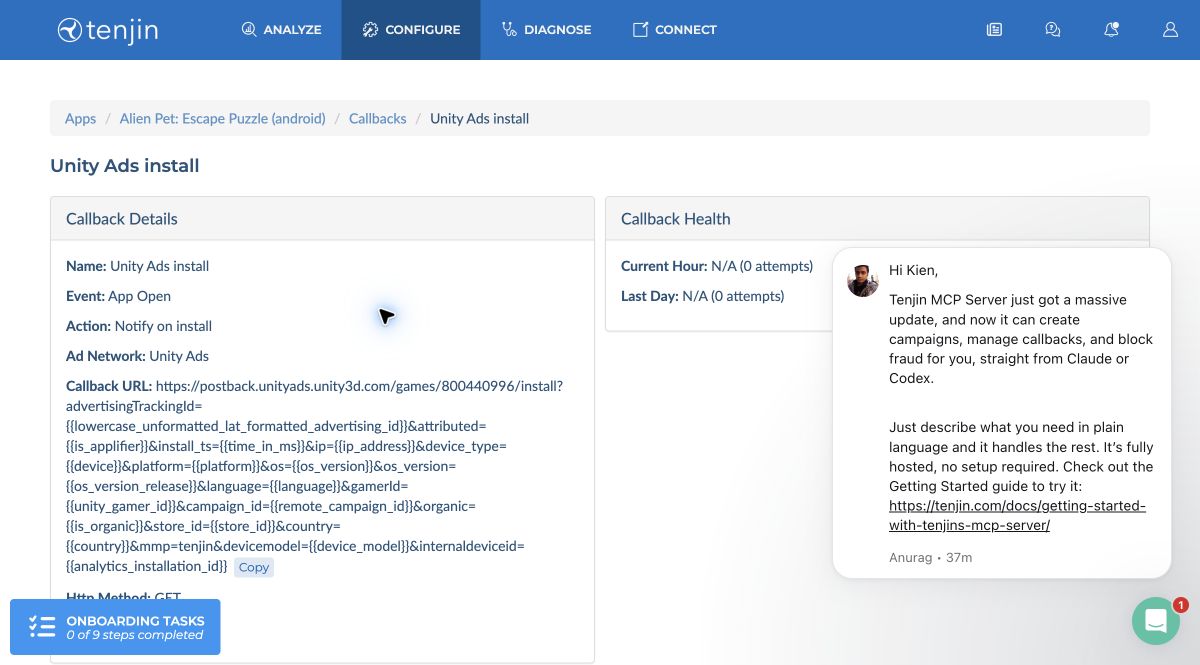 tenjin
ANALYZE
CONFIGURE
DIAGNOSE
CONNECT
Apps / Alien Pet: Escape Puzzle (android) / Callbacks / Unity Ads install
Unity Ads install
Callback Details
Name: Unity Ads install
Event: App Open
Action: Notify on install
Ad Network: Unity Ads
Callback URL: https://postback.unityads.unity3d.com/games/800440996/install?
advertisingTrackingId=
{{lowercase_unformatted_lat_formatted_advertising_id}}&attributed=
{{is_applifier}}&install_ts={{time_in_ms}}&ip={{ip_address}}&device_type=
{{device}}&platform={{platform}}&os={{os_version}}&os_version=
{{os_version_release}}&language={{language}}&gamerId=
{{unity_gamer_id}}&campaign_id={{remote_campaign_id}}&organic=
{{is_organic}}&store_id={{store_id}}&country=
{{country}}&mmp=tenjin&devicemodel={{device_model}}&internaldeviceid=
{{analytics_installation_id}} Copy
Http Method: GET
Callback Health
Current Hour: N/A (0 attempts)
Last Day: N/A (0 attempts)
Hi Kien,
Tenjin MCP Server just got a massive
update, and now it can create
campaigns, manage callbacks, and block
fraud for you, straight from Claude or
Codex.
Just describe what you need in plain
language and it handles the rest. It's fully
hosted, no setup required. Check out the
Getting Started guide to try it:
https://tenjin.com/docs/getting-started-
with-tenjins-mcp-server/
Anurag • 37m
ONBOARDING TASKS
0 of 9 steps completed
1